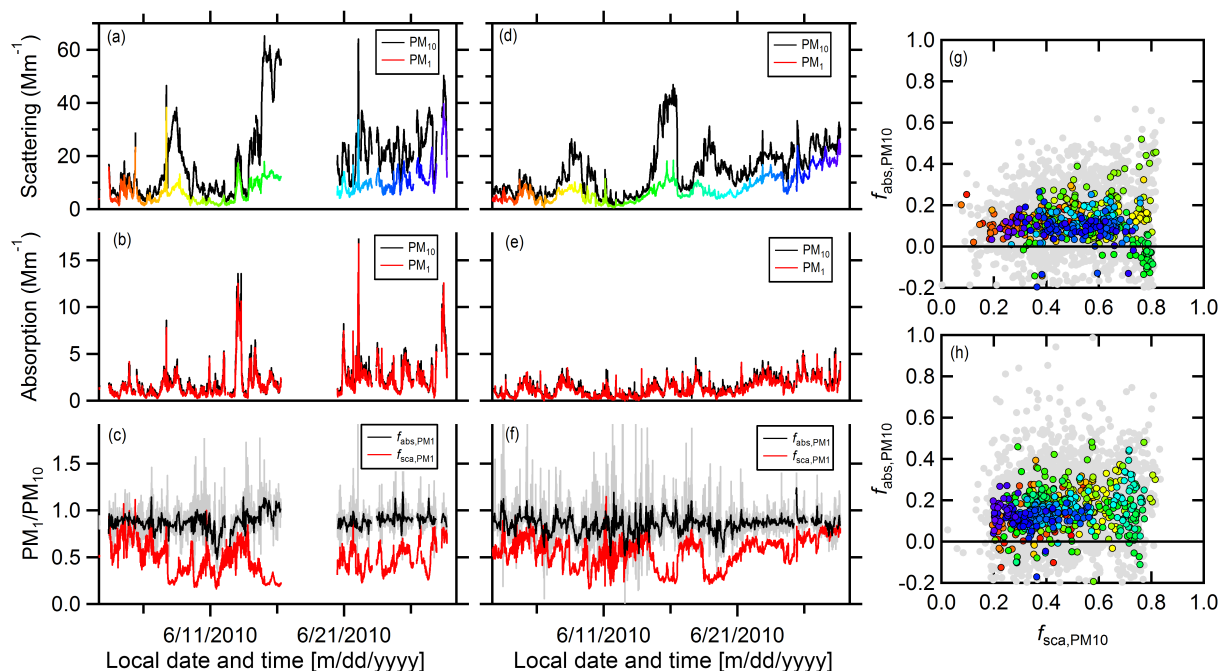 (a)
PM10
PM1
Scattering (Mm-1)
60
40
20
0
(d)
PM10
PM1
(b)
PM10
PM1
Absorption (Mm-1)
15
10
5
0
(e)
PM10
PM1
(c)
fabs,PM1
fsca,PM1
PM1/PM10
1.5
1.0
0.5
0.0
(f)
fabs,PM1
fsca,PM1
6/11/2010
6/21/2010
Local date and time [m/dd/yyyy]
6/11/2010
6/21/2010
Local date and time [m/dd/yyyy]
(g)
fabs,PM10
1.0
0.8
0.6
0.4
0.2
0.0
-0.2
0.0 0.2 0.4 0.6 0.8 1.0
(h)
fabs,PM10
1.0
0.8
0.6
0.4
0.2
0.0
-0.2
0.0 0.2 0.4 0.6 0.8 1.0
fsca,PM10